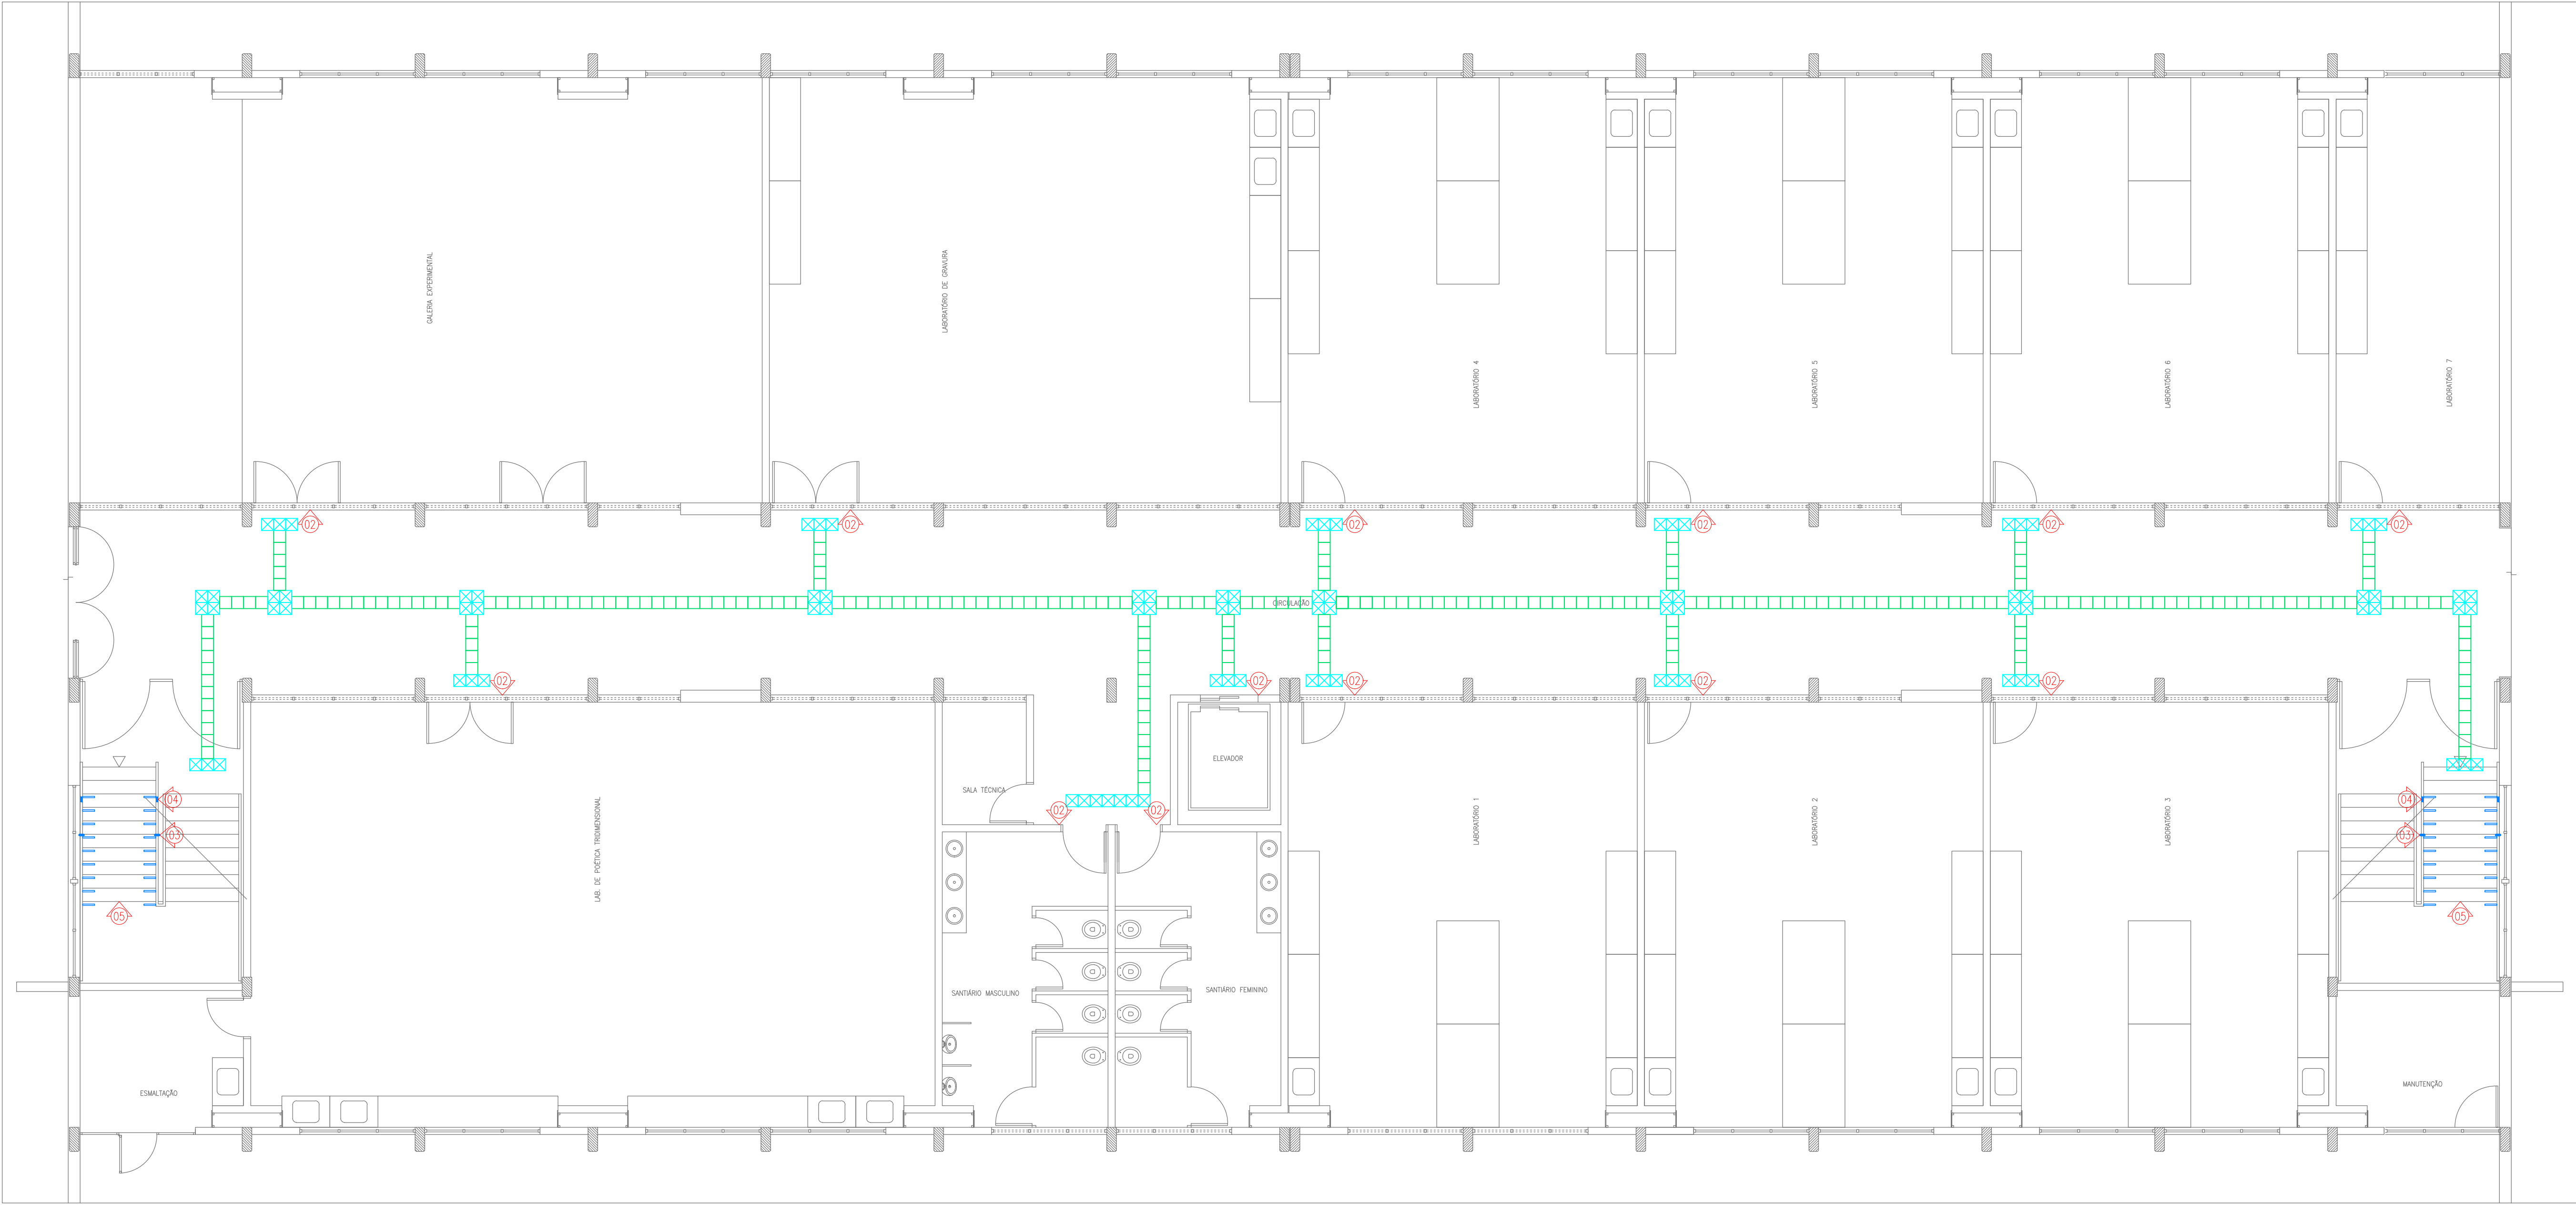 GALERIA EXPERIMENTAL
LABORATÓRIO DE GRAVURA
LABORATÓRIO 4
LABORATÓRIO 5
LABORATÓRIO 6
LABORATÓRIO 7
02
02
02
02
02
02
CIRCULAÇÃO
02
02
02
02
02
ELEVADOR
SALA TÉCNICA
02
02
04
03
05
04
03
05
LAB. DE POÉTICA TRIDIMENSIONAL
LABORATÓRIO 1
LABORATÓRIO 2
LABORATÓRIO 3
SANTIÁRIO MASCULINO
SANTIÁRIO FEMININO
ESMALTAÇÃO
MANUTENÇÃO